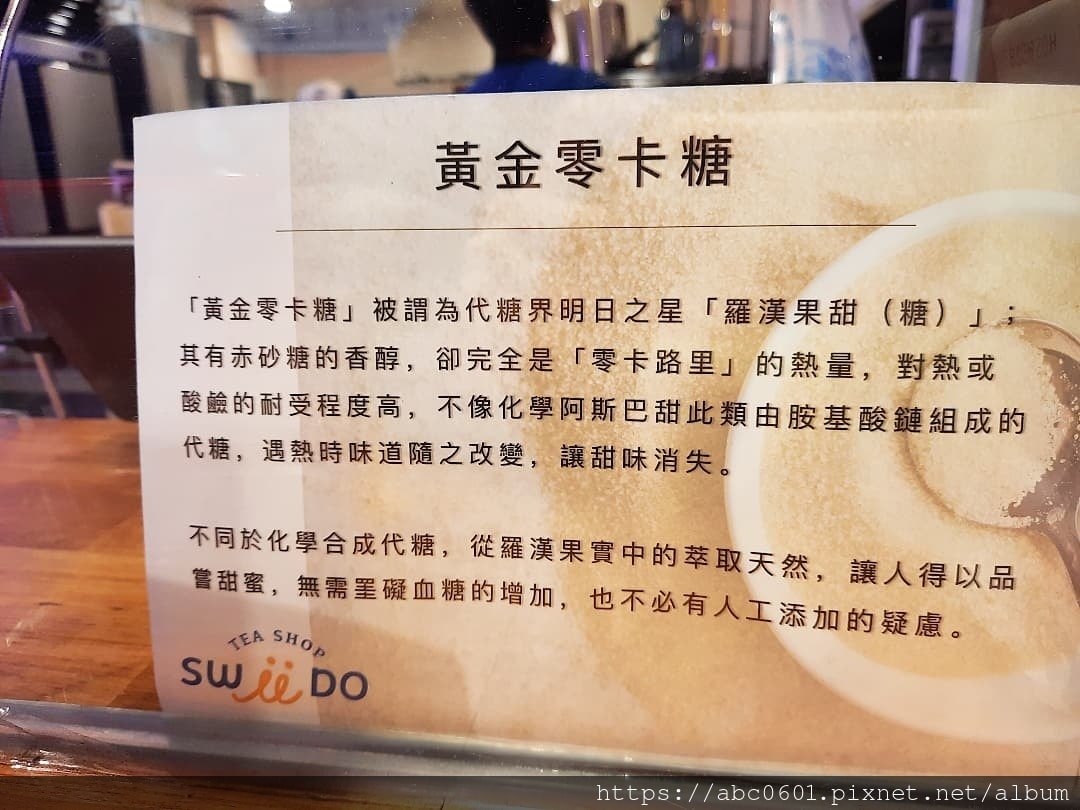 黃金零卡糖
「黃金零卡糖」被謂為代糖界明日之星「羅漢果甜（糖）」；
其有赤砂糖的香醇，卻完全是「零卡路里」的熱量，對熱或
酸鹼的耐受程度高，不像化學阿斯巴甜此類由胺基酸鏈組成的
代糖，遇熱時味道隨之改變，讓甜味消失。
不同於化學合成代糖，從羅漢果實中的萃取天然，讓人得以品
嘗甜蜜，無需罣礙血糖的增加，也不必有人工添加的疑慮。
TEA SHOP
SWiiDO
https://abc0601.pixnet.net/album